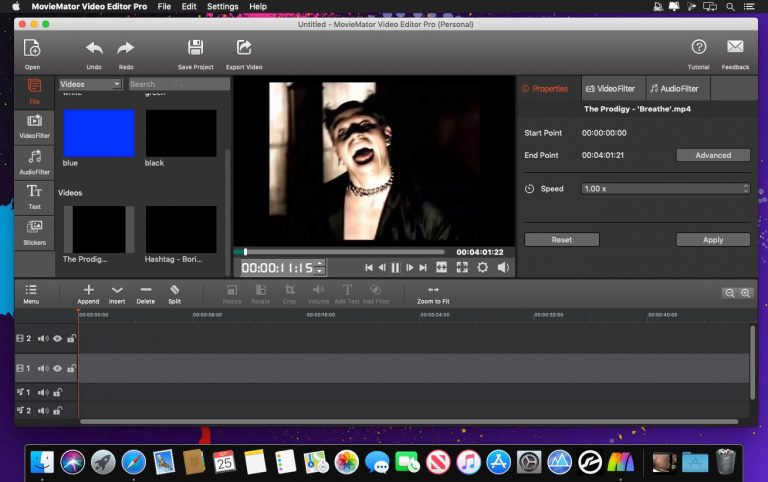 MovieMator Video Editor Pro File Edit Settings Help
Untitled - MovieMator Video Editor Pro (Personal)
Open Undo Redo Save Project Export Video Tutorial Feedback
File
VideoFilter
AudioFilter
Text
Stickers
Videos Search
white green
blue black
Videos
The Prodig... Hashtag - Bori...
00:04:01:22
00:00:11:15
Properties VideoFilter AudioFilter
The Prodigy - 'Breathe'.mp4
Start Point 00:00:00:00
End Point 00:04:01:21 Advanced
Speed 1.00 x
Reset Apply
Menu Append Insert Delete Split Resize Rotate Crop Volume Add Text Add Filter Zoom to Fit
00:00:00:00 00:00:08:00 00:00:16:00 00:00:24:00 00:00:32:00 00:00:40:00
2
1
1
2
25